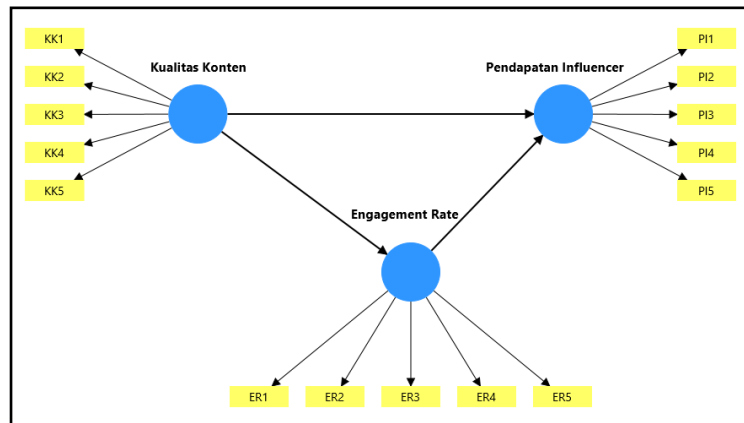 KK1
KK2
KK3
KK4
KK5
Kualitas Konten
Pendapatan Influencer
PI1
PI2
PI3
PI4
PI5
Engagement Rate
ER1
ER2
ER3
ER4
ER5